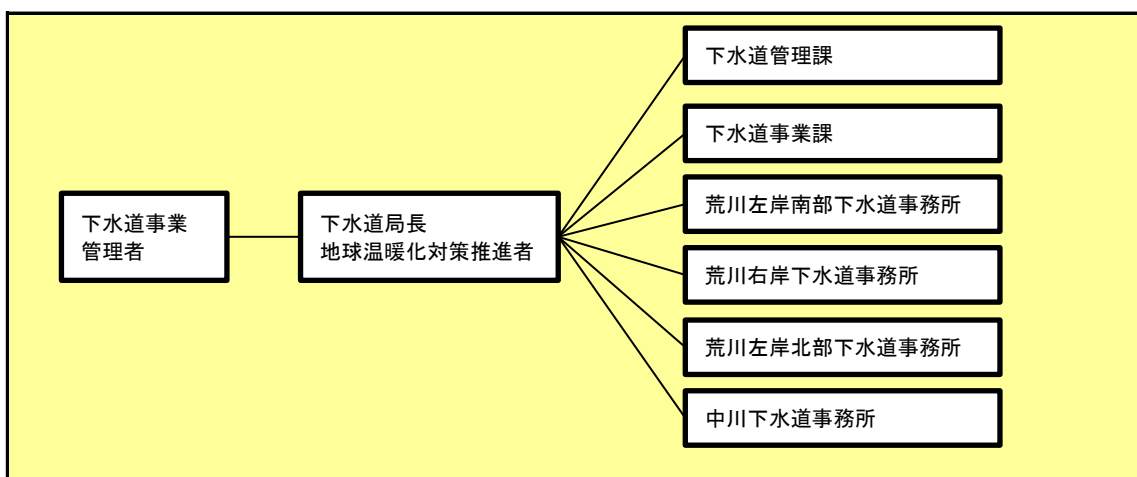 下水道事業
管理者
下水道局長
地球温暖化対策推進者
下水道管理課
下水道事業課
荒川左岸南部下水道事務所
荒川右岸下水道事務所
荒川左岸北部下水道事務所
中川下水道事務所